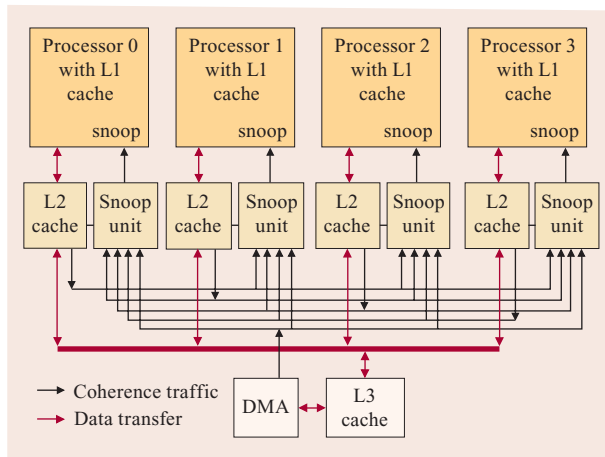 Processor 0
with L1
cache
snoop
Processor 1
with L1
cache
snoop
Processor 2
with L1
cache
snoop
Processor 3
with L1
cache
snoop
L2
cache
Snoop
unit
L2
cache
Snoop
unit
L2
cache
Snoop
unit
L2
cache
Snoop
unit
Coherence traffic
Data transfer
DMA
L3
cache